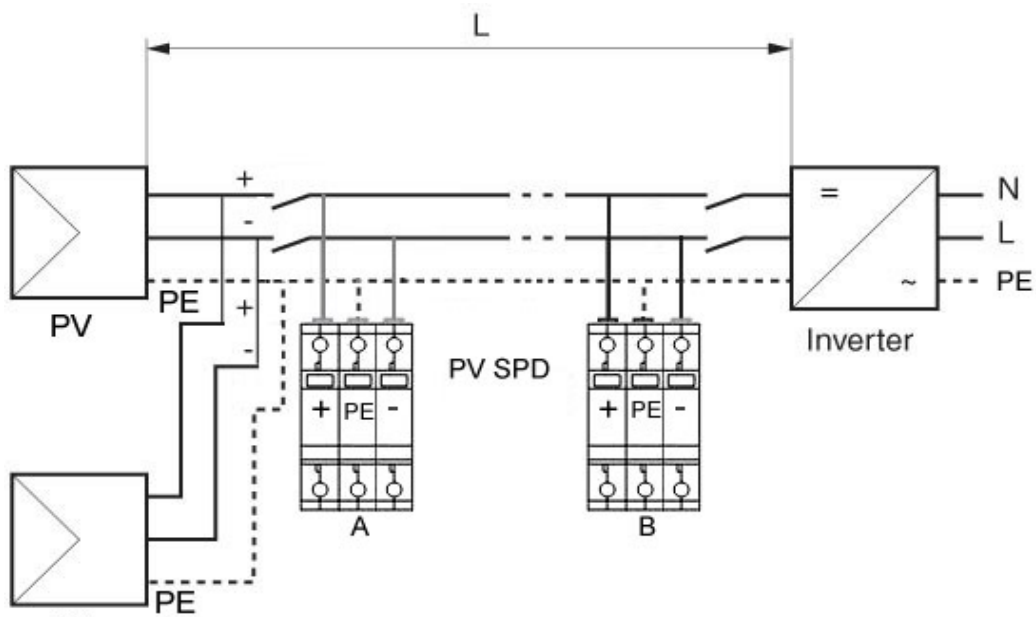 L
+
-
N
L
PE
=
~
PE
PV
Inverter
+
-
PV SPD
+ PE -
+ PE -
A
B
PE